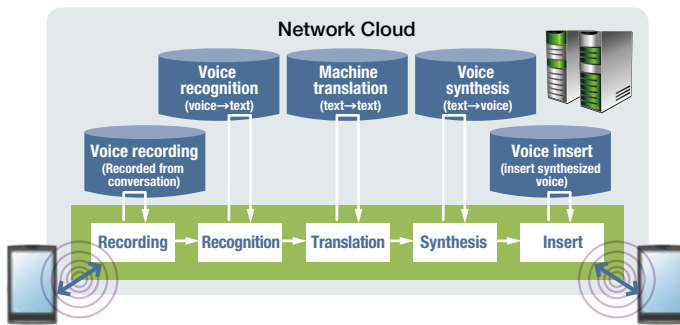 Network Cloud
Voice
recognition
(voice→text)
Machine
translation
(text→text)
Voice
synthesis
(text→voice)
Voice recording
(Recorded from
conversation)
Voice insert
(insert synthesized
voice)
Recording
Recognition
Translation
Synthesis
Insert